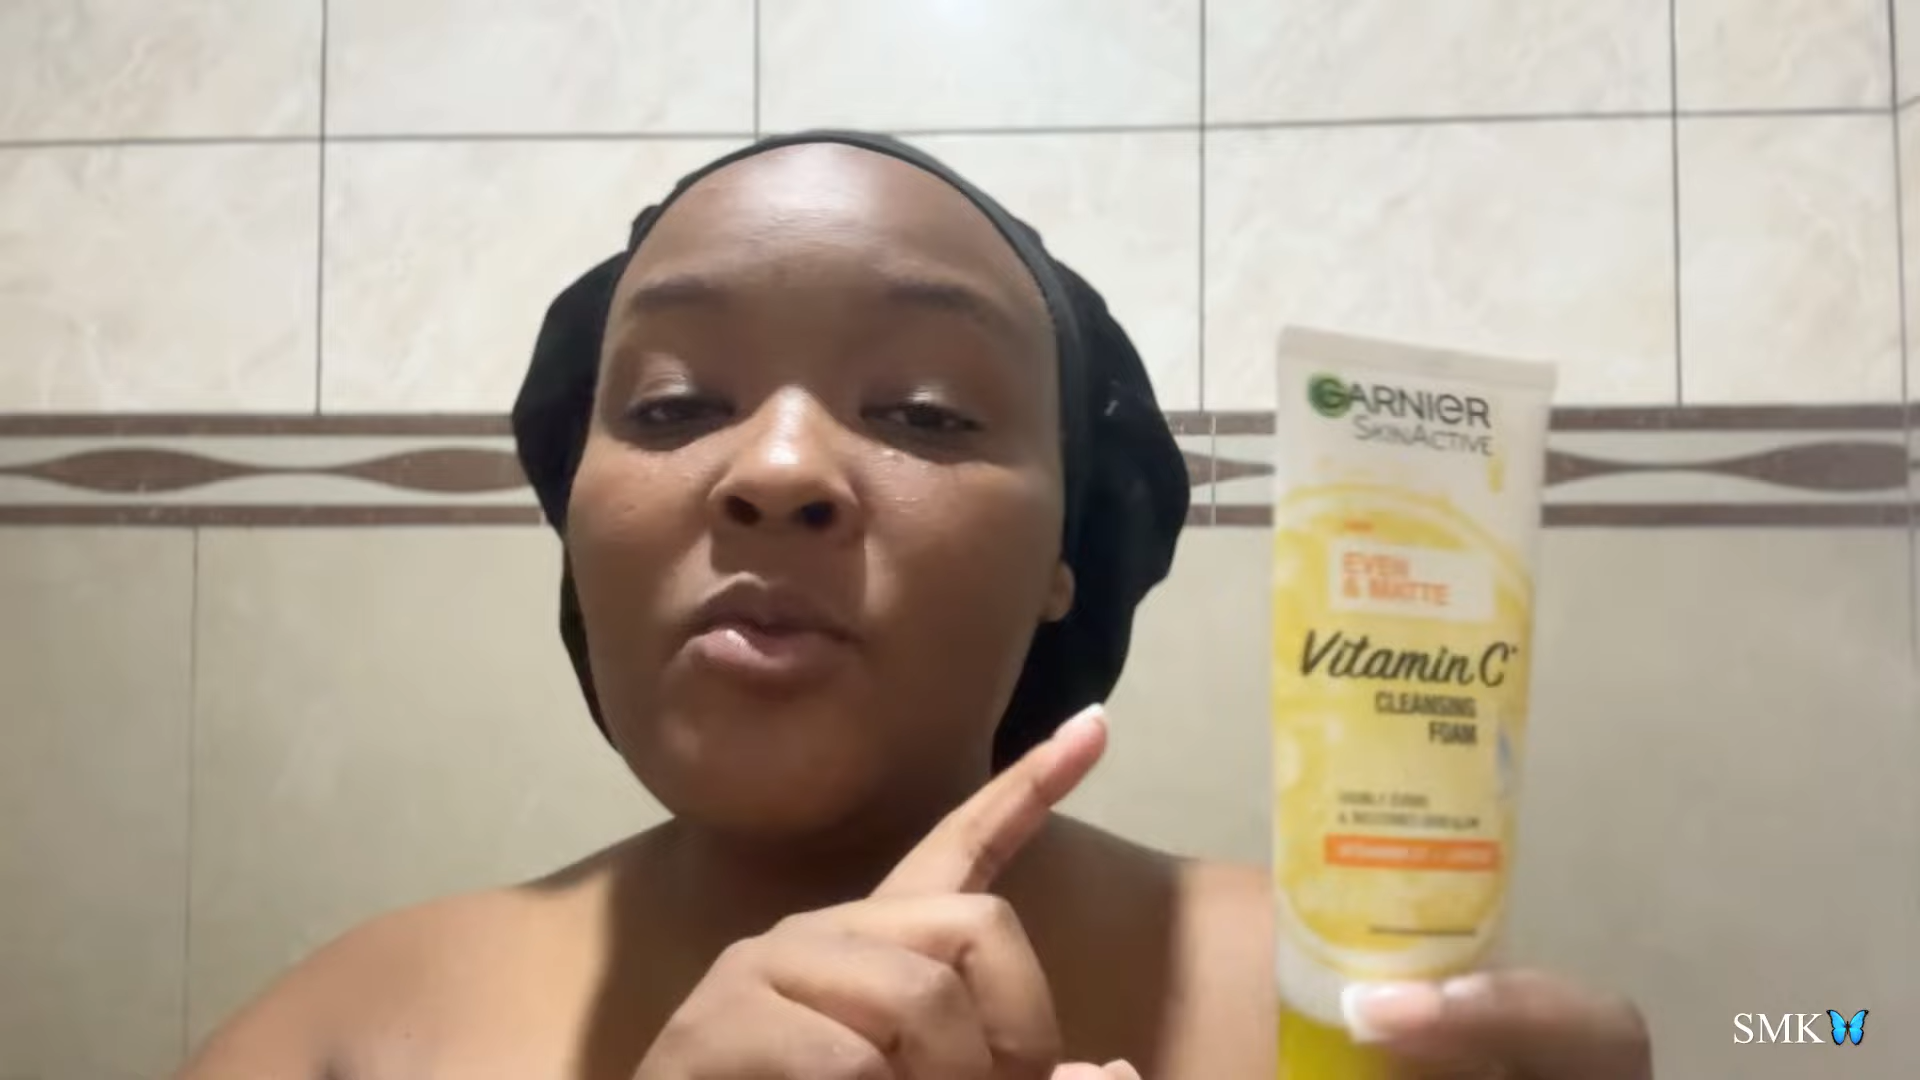 GARNIER
SKINACTIVE
EVEN
& MATTE
Vitamin C*
CLEANSING
FOAM
SMK🦋